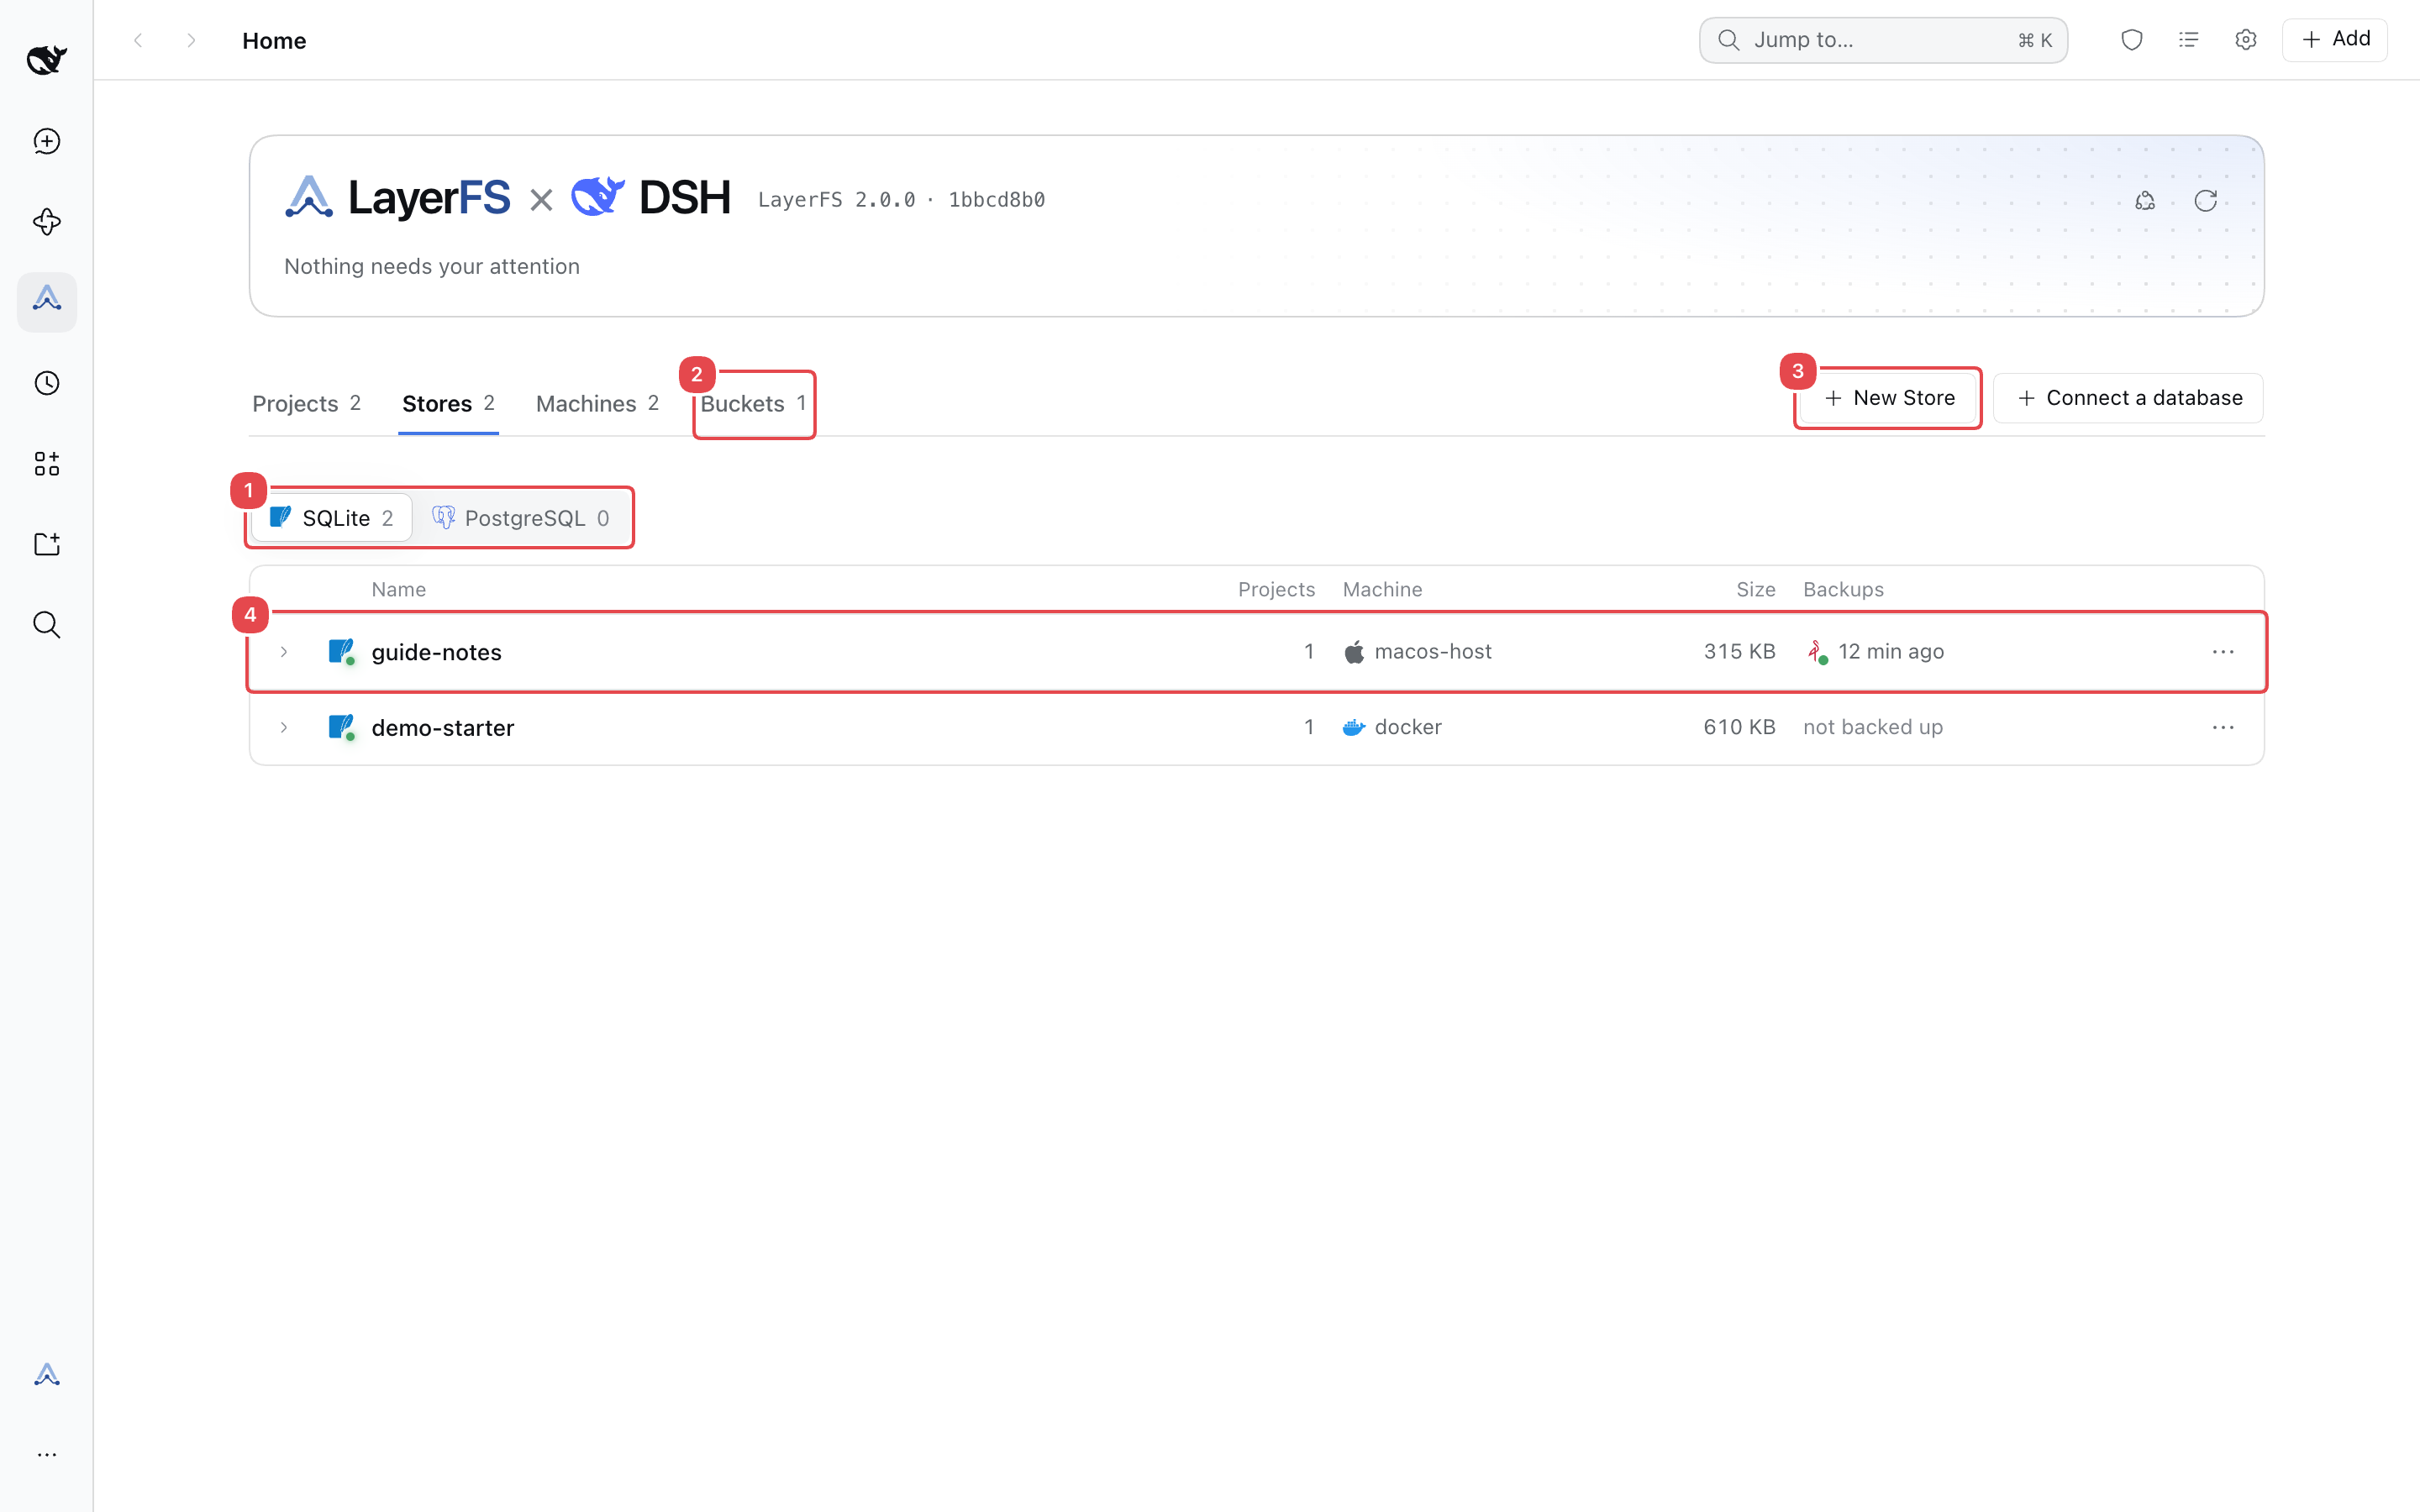 Home
Jump to...
⌘ K
+ Add
LayerFS × DSH LayerFS 2.0.0 · 1bbcd8b0
Nothing needs your attention
Projects 2
Stores 2
Machines 2
2
Buckets 1
3
+ New Store
+ Connect a database
1
SQLite 2
PostgreSQL 0
Name Projects Machine Size Backups
4
guide-notes 1 macos-host 315 KB 12 min ago ...
demo-starter 1 docker 610 KB not backed up ...
...